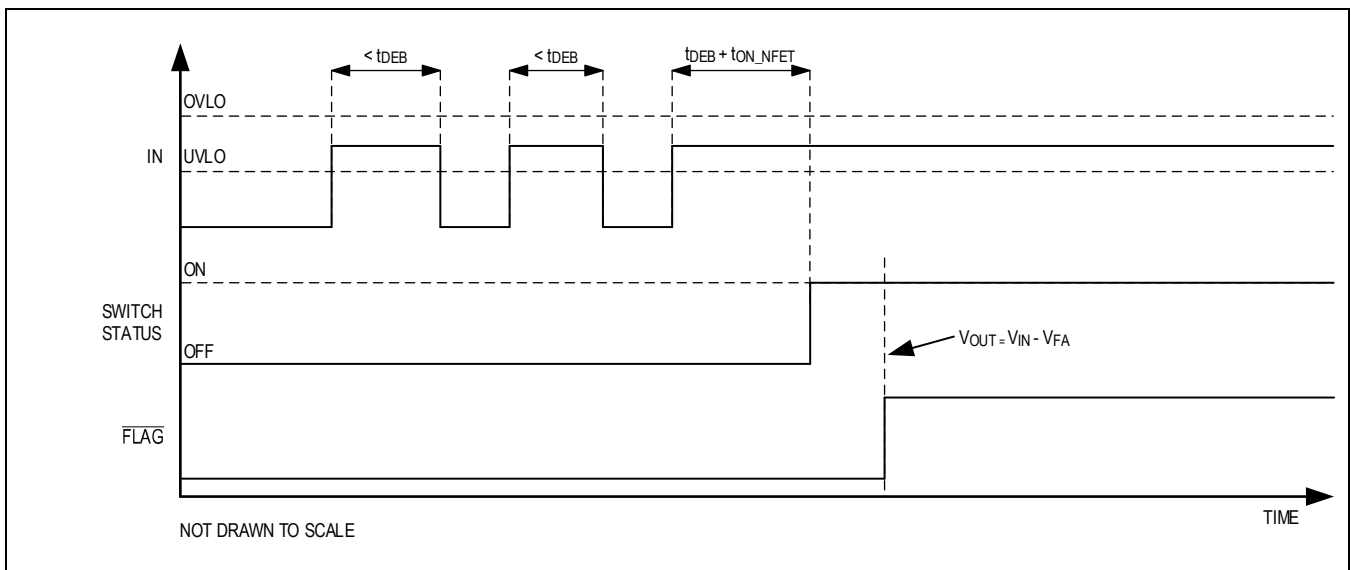 < tDEB
< tDEB
tDEB + tON_NFET
OVLO
IN
UVLO
ON
SWITCH
STATUS
OFF
VOUT = VIN - VFA
FLAG
TIME
NOT DRAWN TO SCALE